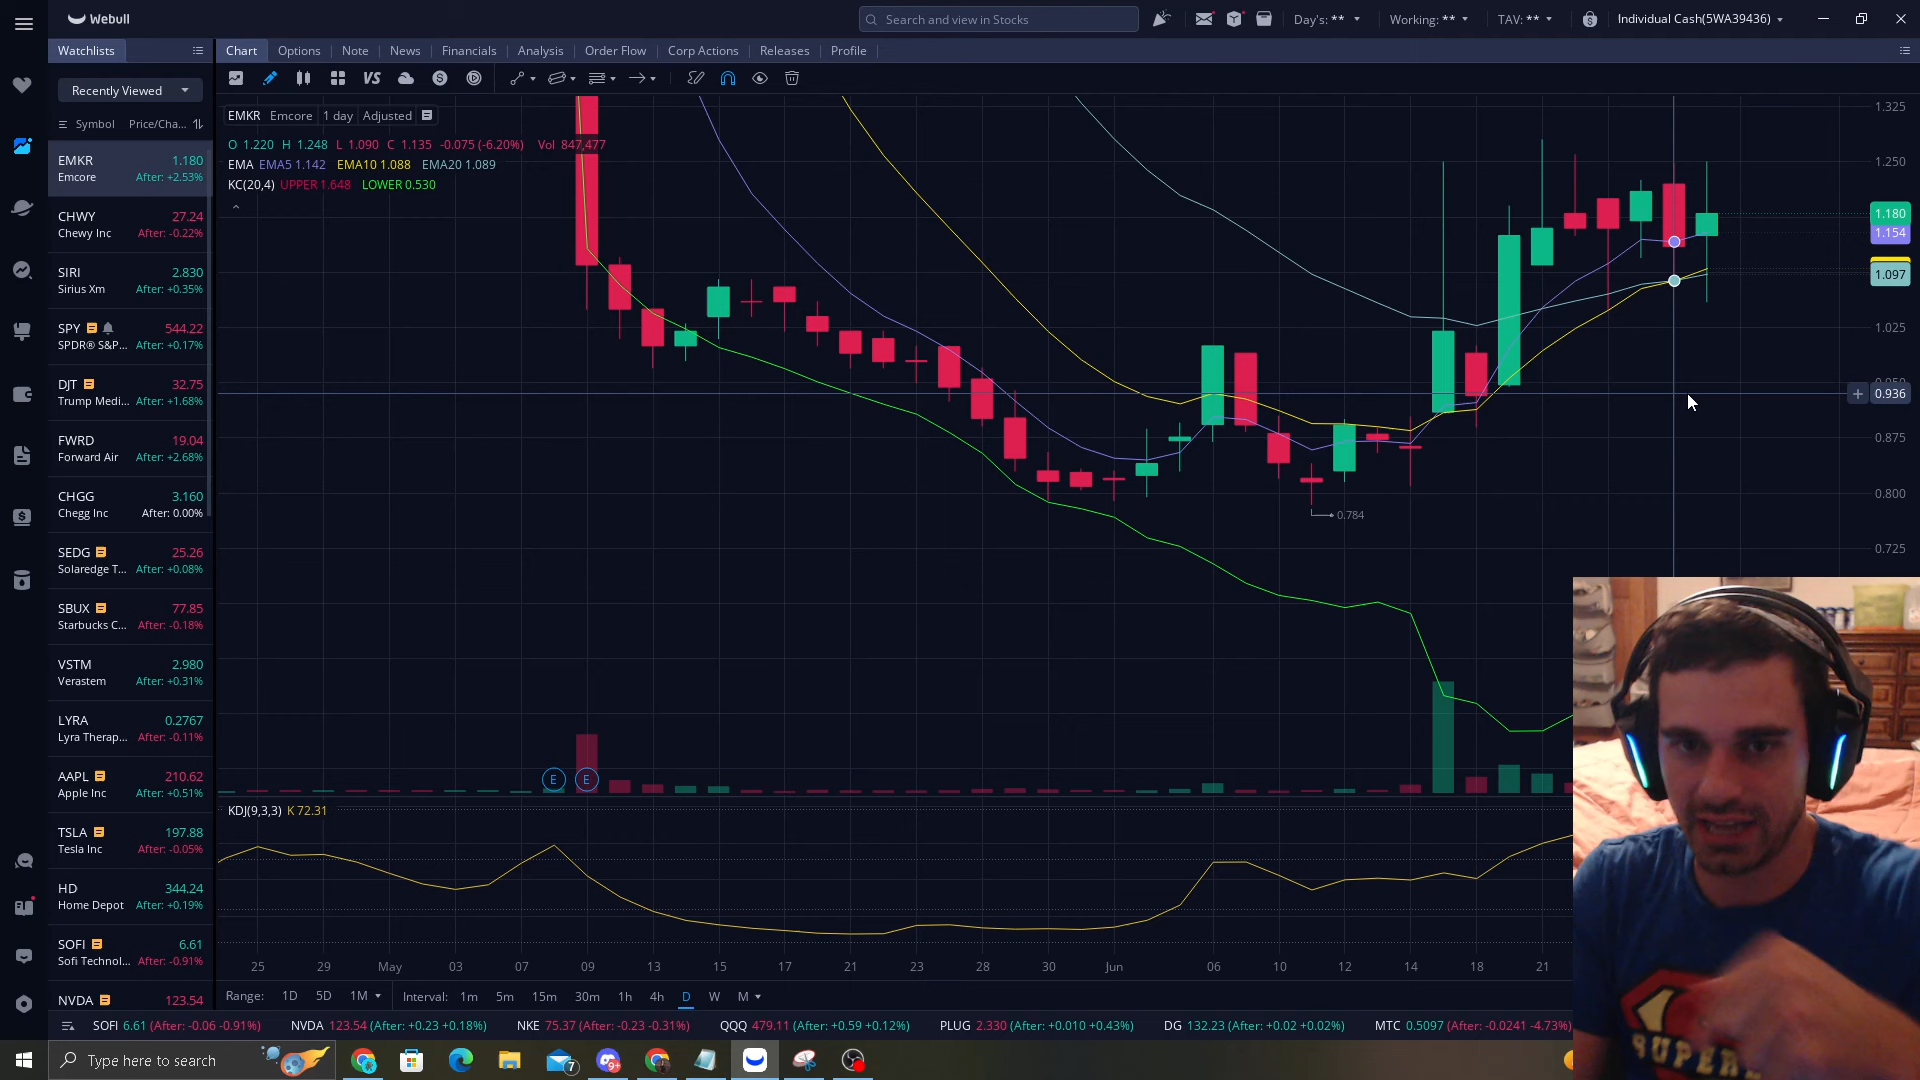 Webull
Search and view in Stocks
Day's: **
Working: **
TAV: **
Individual Cash(5WA39436)
Watchlists
Chart
Options
Note
News
Financials
Analysis
Order Flow
Corp Actions
Releases
Profile
Recently Viewed
VS
Symbol
Price/Cha...
EMKR
1.180
Emcore
After: +2.53%
CHWY
27.24
Chewy Inc
After: -0.22%
SIRI
2.830
Sirius Xm
After: +0.35%
SPY
544.22
SPDR® S&P...
After: +0.17%
DJT
32.75
Trump Medi...
After: +1.68%
FWRD
19.04
Forward Air
After: +2.68%
CHGG
3.160
Chegg Inc
After: 0.00%
SEDG
25.26
Solaredge T...
After: +0.08%
SBUX
77.85
Starbucks C...
After: -0.18%
VSTM
2.980
Verastem
After: +0.31%
LYRA
0.2767
Lyra Therap...
After: -0.11%
AAPL
210.62
Apple Inc
After: +0.51%
TSLA
197.88
Tesla Inc
After: -0.05%
HD
344.24
Home Depot
After: +0.19%
SOFI
6.61
Sofi Technol...
After: -0.91%
NVDA
123.54
EMKR Emcore 1 day Adjusted
O 1.220 H 1.248 L 1.090 C 1.135 -0.075 (-6.20%) Vol 847,477
EMA EMA5 1.142 EMA10 1.088 EMA20 1.089
KC(20,4) UPPER 1.648 LOWER 0.530
1.325
1.250
1.180
1.154
1.097
1.025
0.936
0.875
0.800
0.725
0.784
E
E
KDJ(9,3,3) K 72.31
25 29 May 03 07 09 13 15 17 21 23 28 30 Jun 06 10 12 14 18 21
Range: 1D 5D 1M Interval: 1m 5m 15m 30m 1h 4h D W M
SOFI 6.61 (After: -0.06 -0.91%) NVDA 123.54 (After: +0.23 +0.18%) NKE 75.37 (After: -0.23 -0.31%) QQQ 479.11 (After: +0.59 +0.12%) PLUG 2.330 (After: +0.010 +0.43%) DG 132.23 (After: +0.02 +0.02%) MTC 0.5097 (After: -0.0241 -4.73%)
Type here to search
7
9+